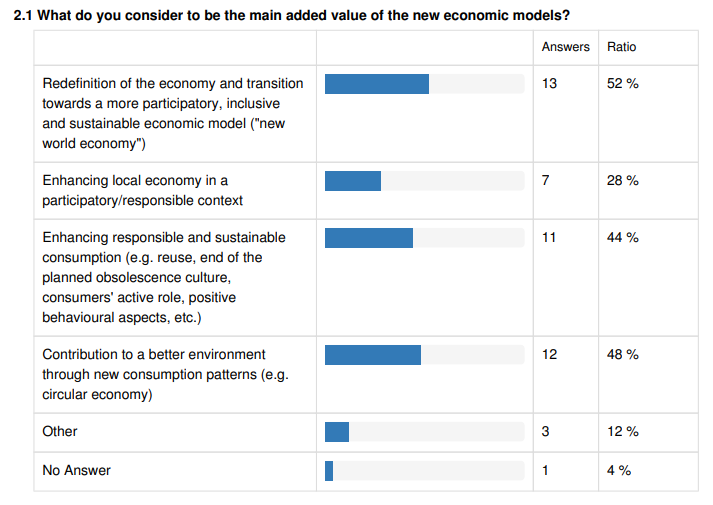 2.1 What do you consider to be the main added value of the new economic models?
Answers Ratio
Redefinition of the economy and transition 13 52 %
towards a more participatory, inclusive
and sustainable economic model ("new
world economy")
Enhancing local economy in a 7 28 %
participatory/responsible context
Enhancing responsible and sustainable 11 44 %
consumption (e.g. reuse, end of the
planned obsolescence culture,
consumers' active role, positive
behavioural aspects, etc.)
Contribution to a better environment 12 48 %
through new consumption patterns (e.g.
circular economy)
Other 3 12 %
No Answer 1 4 %